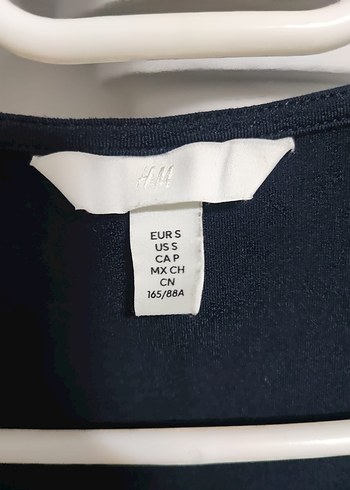 H&M
EUR S
US S
CA P
MX CH
CN
165/88A